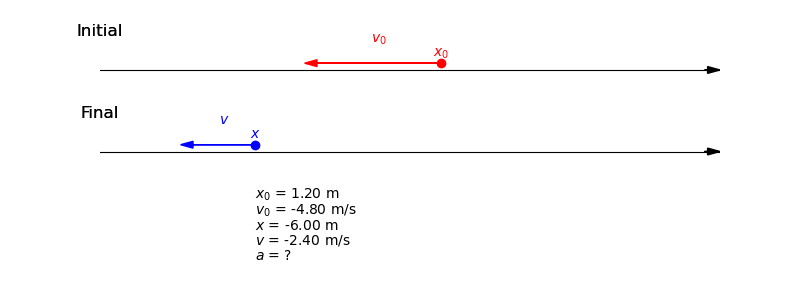 Initial
v₀
x₀
Final
v
x
x₀ = 1.20 m
v₀ = -4.80 m/s
x = -6.00 m
v = -2.40 m/s
a = ?